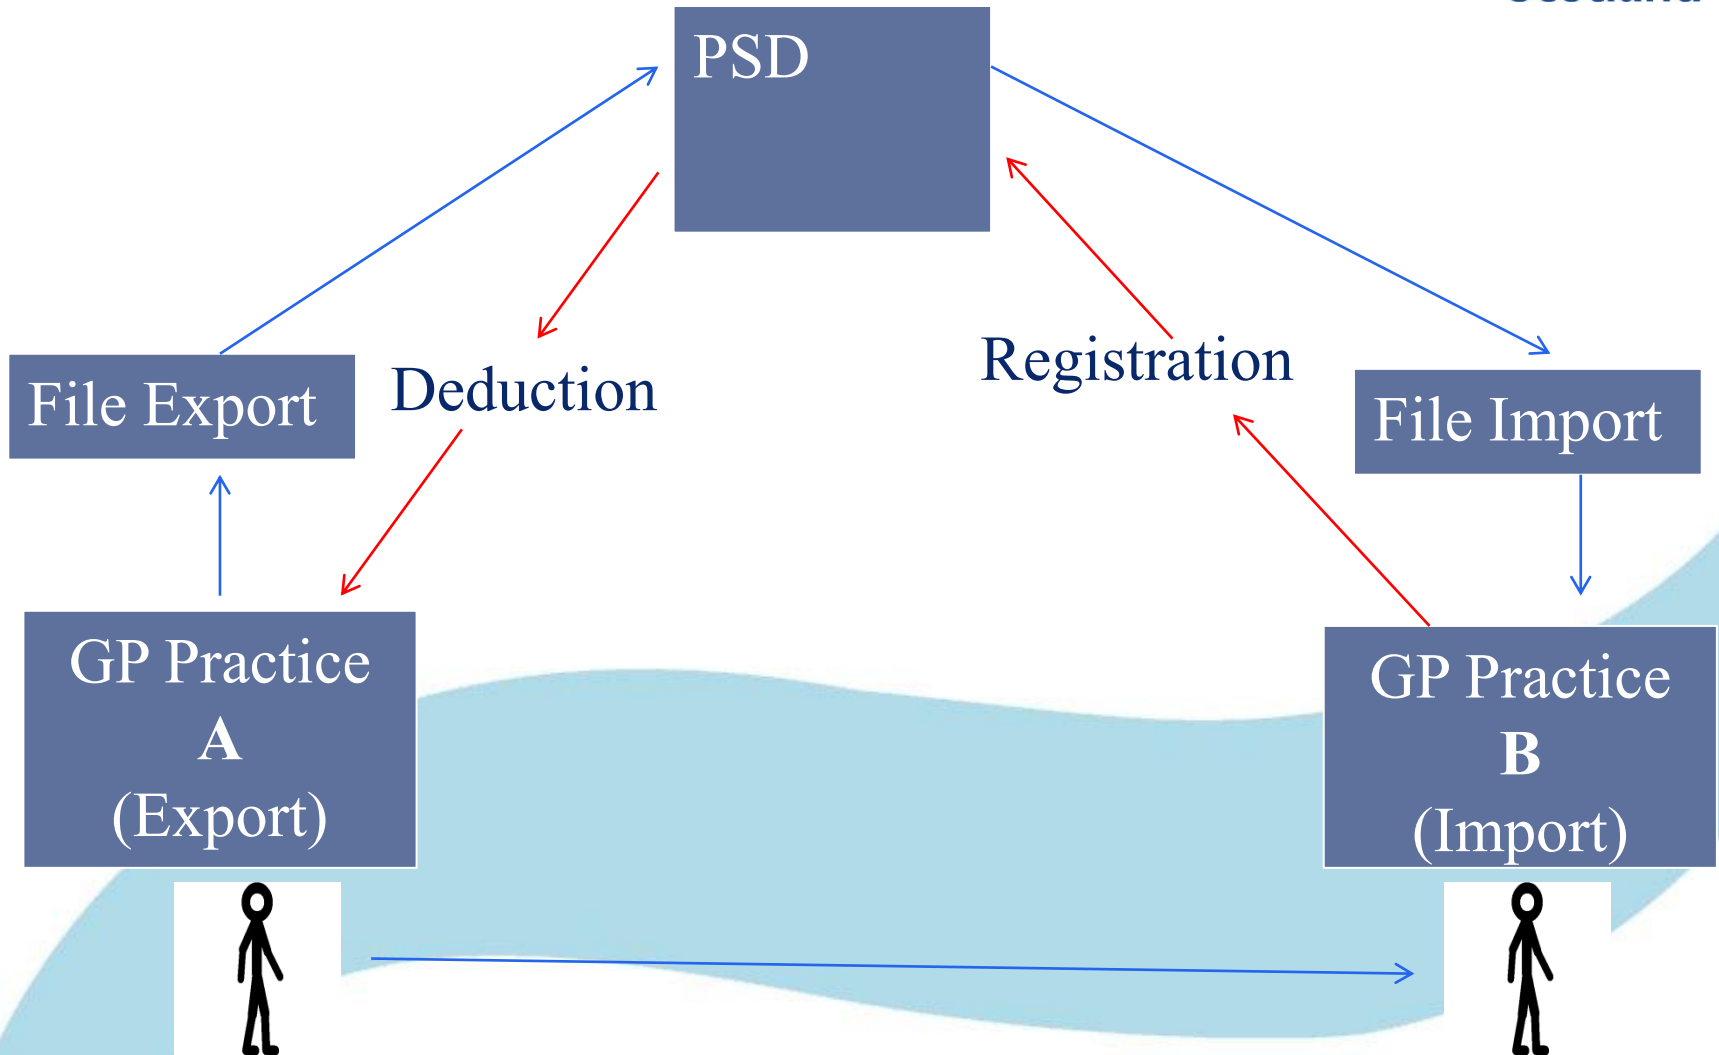 PSD
Registration
Deduction
File Export
File Import
GP Practice
A
(Export)
GP Practice
B
(Import)